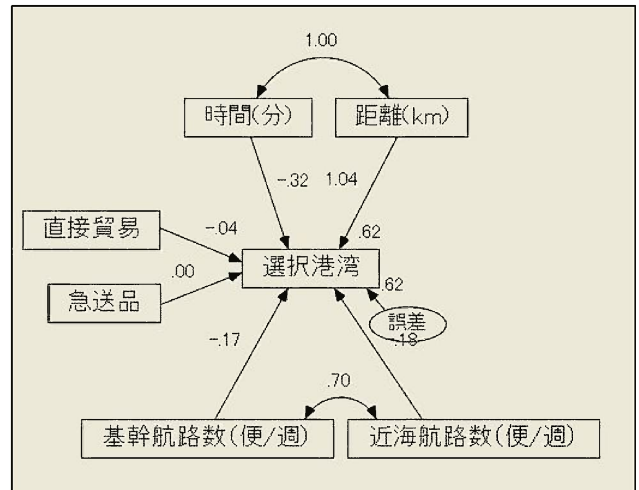 1.00
時間(分)
距離(km)
-.32
1.04
直接貿易
-.04
.62
選択港湾
.00
急送品
.62
誤差
-.17
-.18
.70
基幹航路数(便/週)
近海航路数(便/週)